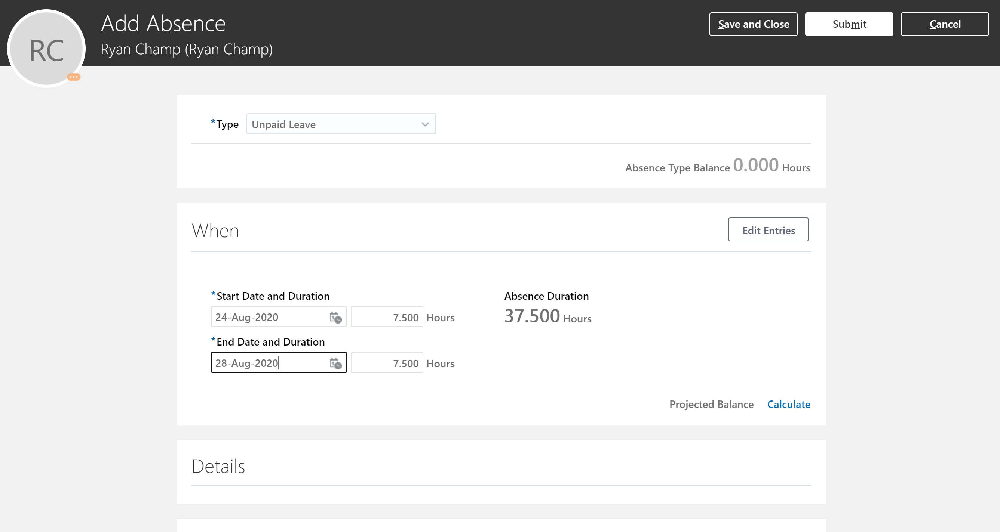 RC
Add Absence
Ryan Champ (Ryan Champ)
Save and Close
Submit
Cancel
*Type Unpaid Leave
Absence Type Balance 0.000 Hours
When
Edit Entries
*Start Date and Duration
24-Aug-2020 7.500 Hours
Absence Duration
37.500 Hours
*End Date and Duration
28-Aug-2020 7.500 Hours
Projected Balance Calculate
Details